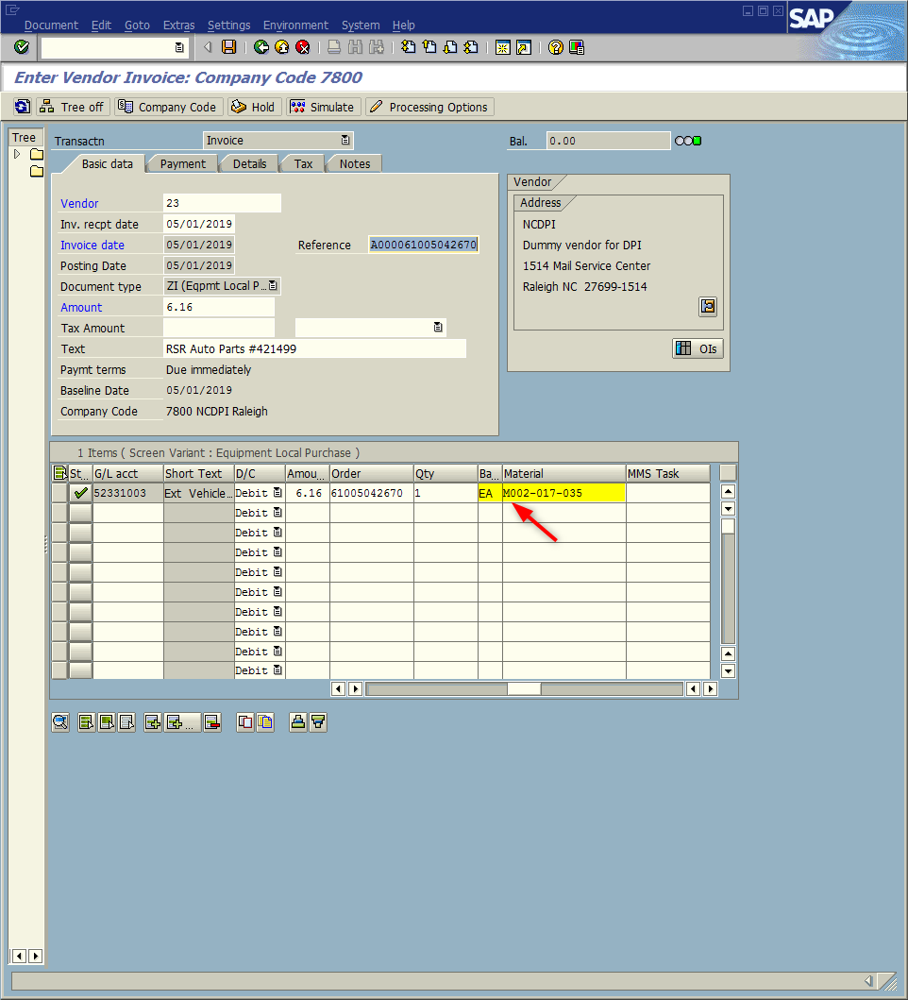 Document Edit Goto Extras Settings Environment System Help
SAP
Enter Vendor Invoice: Company Code 7800
Tree off Company Code Hold Simulate Processing Options
Tree
Transactn Invoice Bal. 0.00
Basic data Payment Details Tax Notes
Vendor 23
Inv. recpt date 05/01/2019
Invoice date 05/01/2019 Reference A000061005042670
Posting Date 05/01/2019
Document type ZI (Eqpmt Local P...
Amount 6.16
Tax Amount
Text RSR Auto Parts #421499
Paymt terms Due immediately
Baseline Date 05/01/2019
Company Code 7800 NCDPI Raleigh
Vendor
Address
NCDPI
Dummy vendor for DPI
1514 Mail Service Center
Raleigh NC 27699-1514
OIs
1 Items ( Screen Variant : Equipment Local Purchase )
St... G/L acct Short Text D/C Amou... Order Qty Ba... Material MMS Task
52331003 Ext Vehicle... Debit 6.16 61005042670 1 EA M002-017-035
Debit
Debit
Debit
Debit
Debit
Debit
Debit
Debit
Debit